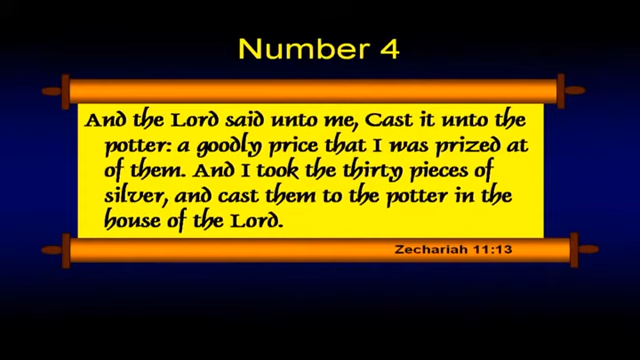 Number 4
And the Lord said unto me, Cast it unto the
potter: a goodly price that I was prized at
of them. And I took the thirty pieces of
silver, and cast them to the potter in the
house of the Lord.
Zechariah 11:13